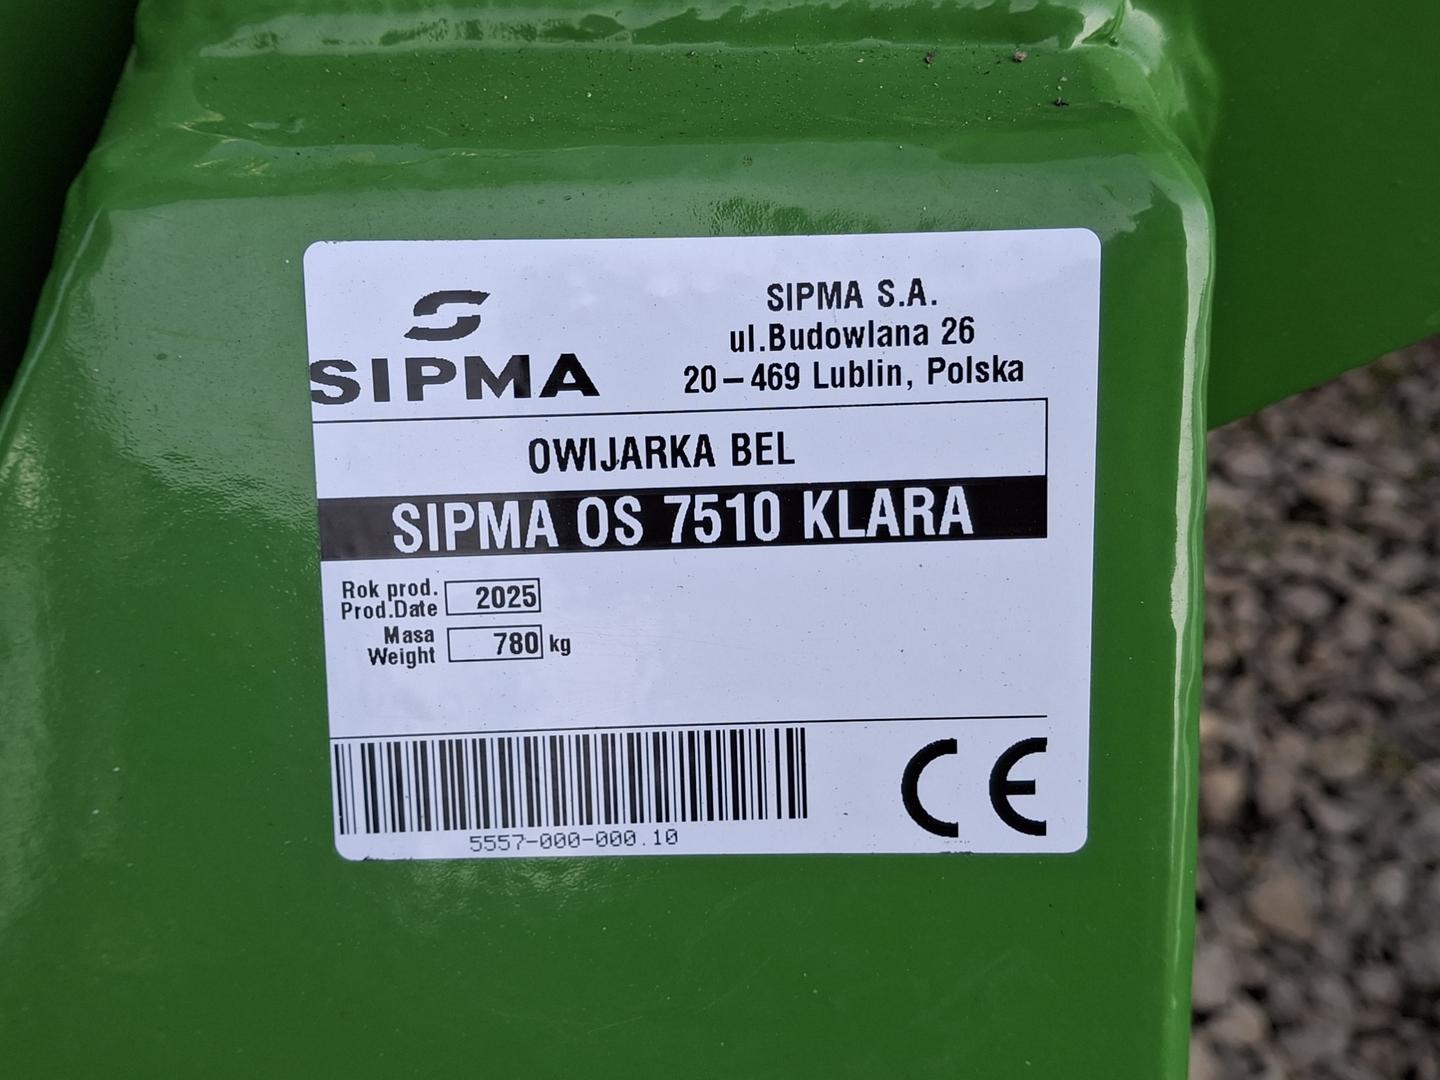 SIPMA
SIPMA S.A.
ul.Budowlana 26
20-469 Lublin, Polska
OWIJARKA BEL
SIPMA OS 7510 KLARA
Rok prod.
Prod.Date
2025
Masa
Weight
780 kg
5557-000-000.10
CE